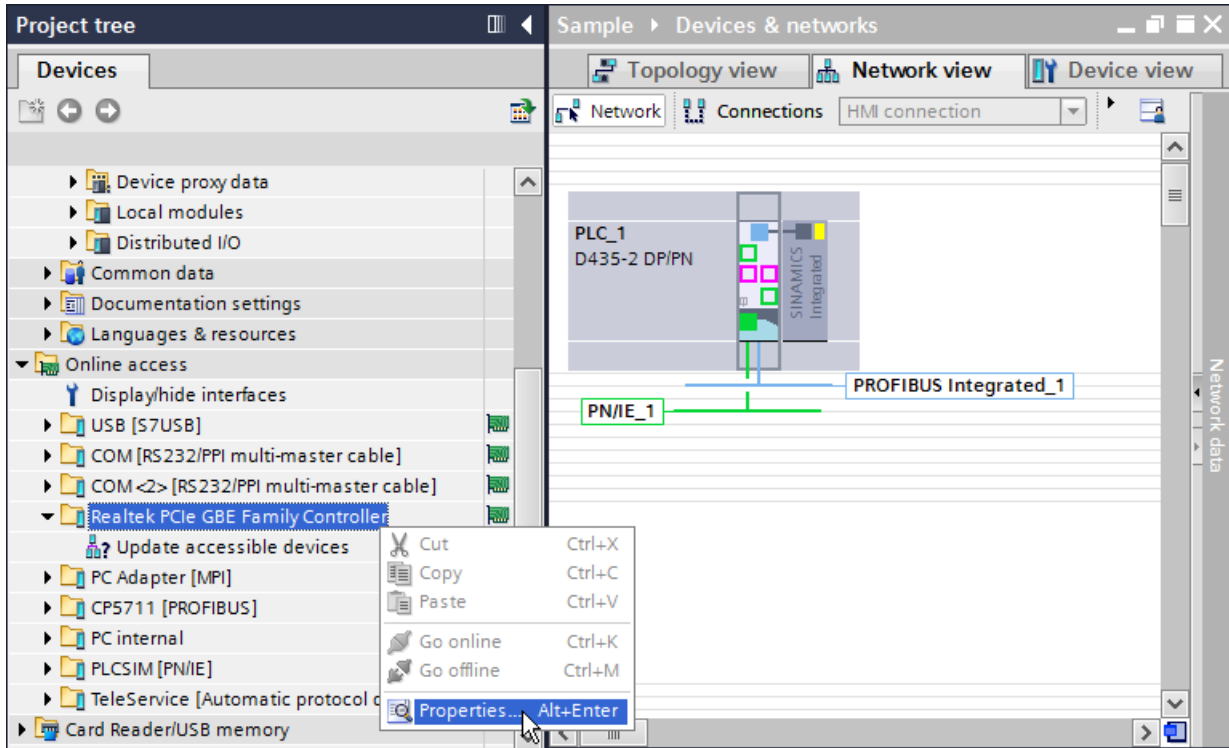 Project tree
Sample Devices & networks
Devices
Topology view Network view Device view
Network Connections HMI connection
Device proxy data
Local modules
Distributed I/O
Common data
Documentation settings
Languages & resources
Online access
Display/hide interfaces
USB [S7USB]
COM [RS232/PPI multi-master cable]
COM <2> [RS232/PPI multi-master cable]
Realtek PCIe GBE Family Controller
Update accessible devices
PC Adapter [MPI]
CP5711 [PROFIBUS]
PC internal
PLCSIM [PN/IE]
TeleService [Automatic protocol
Card Reader/USB memory
Cut Ctrl+X
Copy Ctrl+C
Paste Ctrl+V
Go online Ctrl+K
Go offline Ctrl+M
Properties... Alt+Enter
PLC_1
D435-2 DP/PN
SINAMICS
Integrated
PROFIBUS Integrated_1
PN/IE_1
Network data